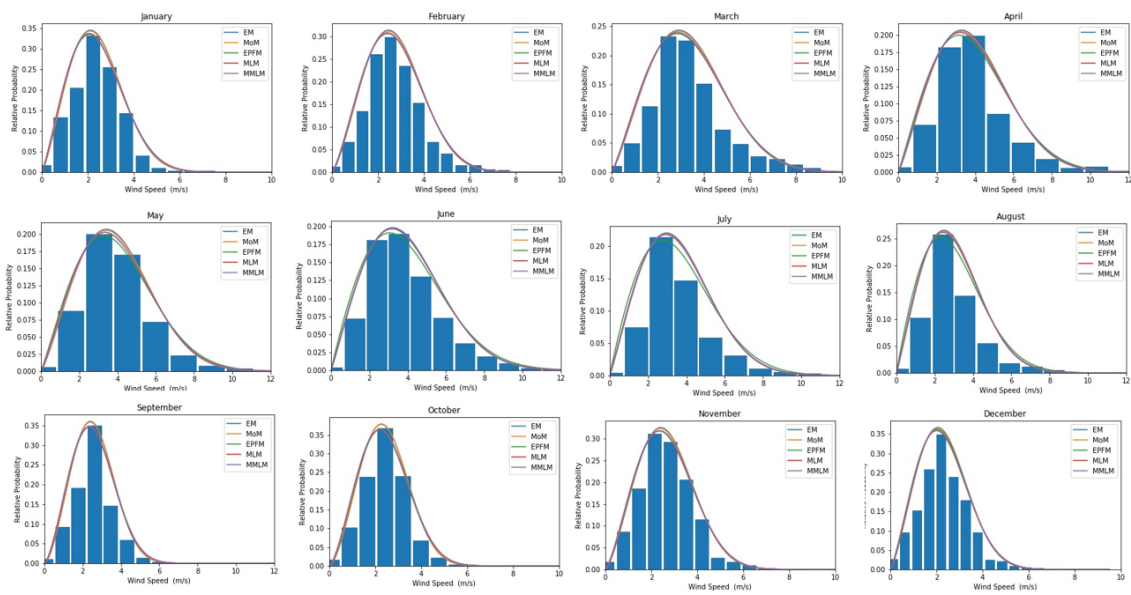 January
Relative Probability
0.35
0.30
0.25
0.20
0.15
0.10
0.05
0.00
EM
MoM
EPFM
MLM
MMLM
0 2 4 6 8 10
Wind Speed (m/s)
February
Relative Probability
0.30
0.25
0.20
0.15
0.10
0.05
0.00
EM
MoM
EPFM
MLM
MMLM
0 2 4 6 8 10
Wind Speed (m/s)
March
Relative Probability
0.25
0.20
0.15
0.10
0.05
0.00
EM
MoM
EPFM
MLM
MMLM
0 2 4 6 8 10
Wind Speed (m/s)
April
Relative Probability
0.200
0.175
0.150
0.125
0.100
0.075
0.050
0.025
0.00
EM
MoM
EPFM
MLM
MMLM
0 2 4 6 8 10 12
Wind Speed (m/s)
May
Relative Probability
0.200
0.175
0.150
0.125
0.100
0.075
0.050
0.025
0.00
EM
MoM
EPFM
MLM
MMLM
0 2 4 6 8 10 12
Wind Speed (m/s)
June
Relative Probability
0.200
0.175
0.150
0.125
0.100
0.075
0.050
0.025
0.00
EM
MoM
EPFM
MLM
MMLM
0 2 4 6 8 10 12
Wind Speed (m/s)
July
Relative Probability
0.20
0.15
0.10
0.05
0.00
EM
MoM
EPFM
MLM
MMLM
0 2 4 6 8 10 12
Wind Speed (m/s)
August
Relative Probability
0.25
0.20
0.15
0.10
0.05
0.00
EM
MoM
EPFM
MLM
MMLM
0 2 4 6 8 10 12
Wind Speed (m/s)
September
Relative Probability
0.35
0.30
0.25
0.20
0.15
0.10
0.05
0.00
EM
MoM
EPFM
MLM
MMLM
0 2 4 6 8 10 12
Wind Speed (m/s)
October
Relative Probability
0.35
0.30
0.25
0.20
0.15
0.10
0.05
0.00
EM
MoM
EPFM
MLM
MMLM
0 2 4 6 8 10
Wind Speed (m/s)
November
Relative Probability
0.30
0.25
0.20
0.15
0.10
0.05
0.00
EM
MoM
EPFM
MLM
MMLM
0 2 4 6 8 10
Wind Speed (m/s)
December
0.35
0.30
0.25
0.20
0.15
0.10
0.05
0.00
EM
MoM
EPFM
MLM
MMLM
0 2 4 6 8 10
Wind Speed (m/s)